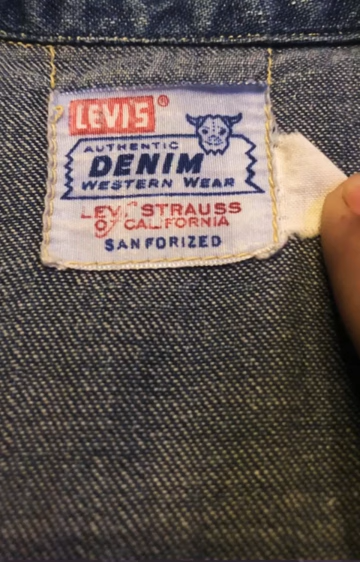 LEVI'S®
AUTHENTIC
DENIM
WESTERN WEAR
LEVI STRAUSS
OF CALIFORNIA
SANFORIZED